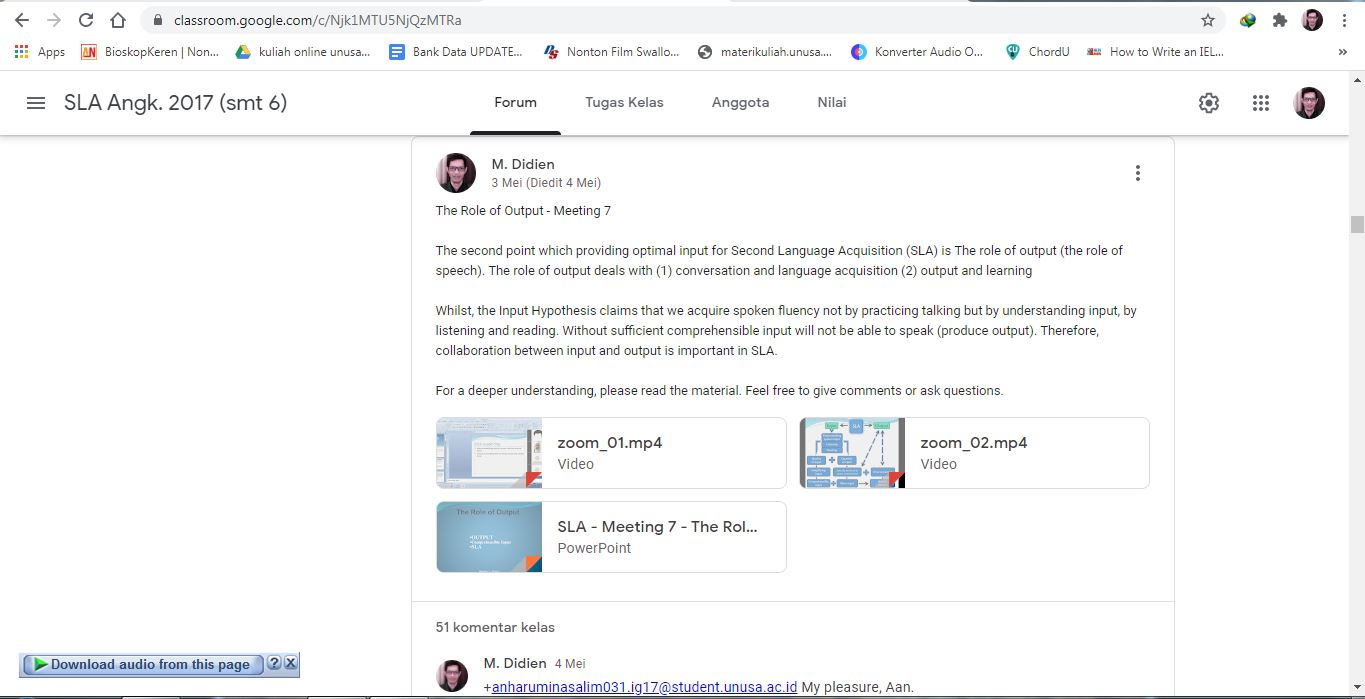 classroom.google.com/c/Njk1MTU5NjQzMTRa
Apps BioskopKeren | Non... kuliah online unusa... Bank Data UPDATE... Nonton Film Swallo... materikuliah.unusa.... Konverter Audio O... ChordU How to Write an IEL... »
SLA Angk. 2017 (smt 6) Forum Tugas Kelas Anggota Nilai
M. Didien
3 Mei (Diedit 4 Mei)
The Role of Output - Meeting 7
The second point which providing optimal input for Second Language Acquisition (SLA) is The role of output (the role of
speech). The role of output deals with (1) conversation and language acquisition (2) output and learning
Whilst, the Input Hypothesis claims that we acquire spoken fluency not by practicing talking but by understanding input, by
listening and reading. Without sufficient comprehensible input will not be able to speak (produce output). Therefore,
collaboration between input and output is important in SLA.
For a deeper understanding, please read the material. Feel free to give comments or ask questions.
zoom_01.mp4
Video
zoom_02.mp4
Video
The Role of Output
•OUTPUT
•Comprehensible Input
•SLA
SLA - Meeting 7 - The Rol...
PowerPoint
51 komentar kelas
M. Didien 4 Mei
+anharuminasalim031.ig17@student.unusa.ac.id My pleasure, Aan.
Download audio from this page ? X